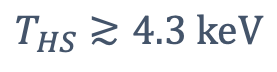 T_HS ≳ 4.3 keV